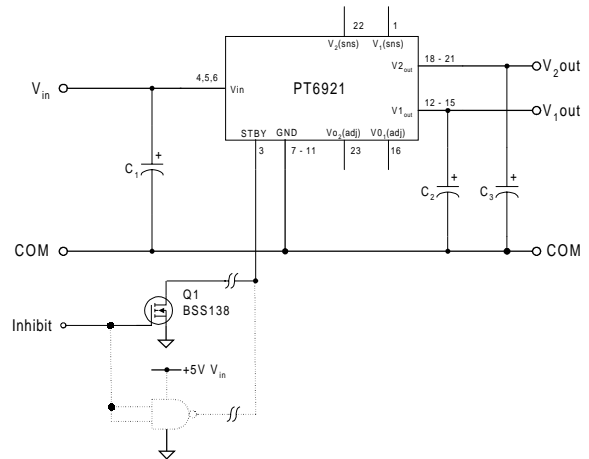 22 1
V2(sns) V1(sns)
18 - 21
V2out
V2out
4,5,6
Vin
Vin
PT6921
12 - 15
V1out
V1out
STBY GND Vo2(adj) V01(adj)
3 7 - 11 23 16
+
C1
+
C2
+
C3
COM
COM
Q1
BSS138
Inhibit
+5V Vin